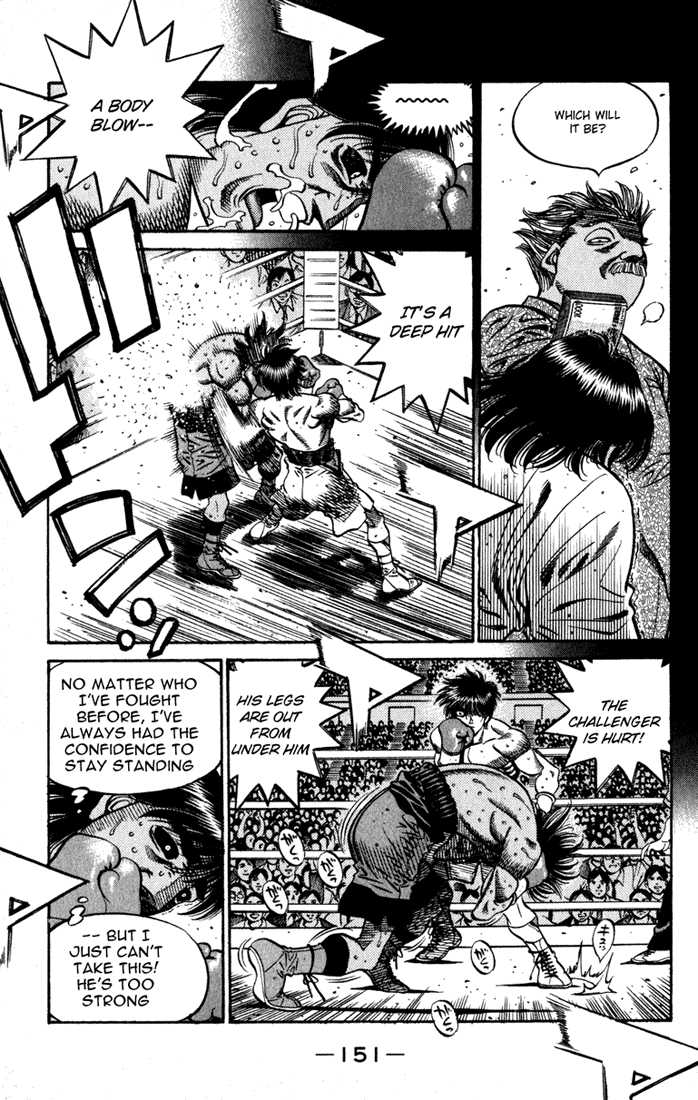 WHICH WILL
IT BE?
A BODY
BLOW--
IT'S A
DEEP HIT
THE
CHALLENGER
IS HURT!
HIS LEGS
ARE OUT
FROM
UNDER HIM
NO MATTER WHO
I'VE FOUGHT
BEFORE, I'VE
ALWAYS HAD THE
CONFIDENCE TO
STAY STANDING
-- BUT I
JUST CAN'T
TAKE THIS!
HE'S TOO
STRONG
—151—